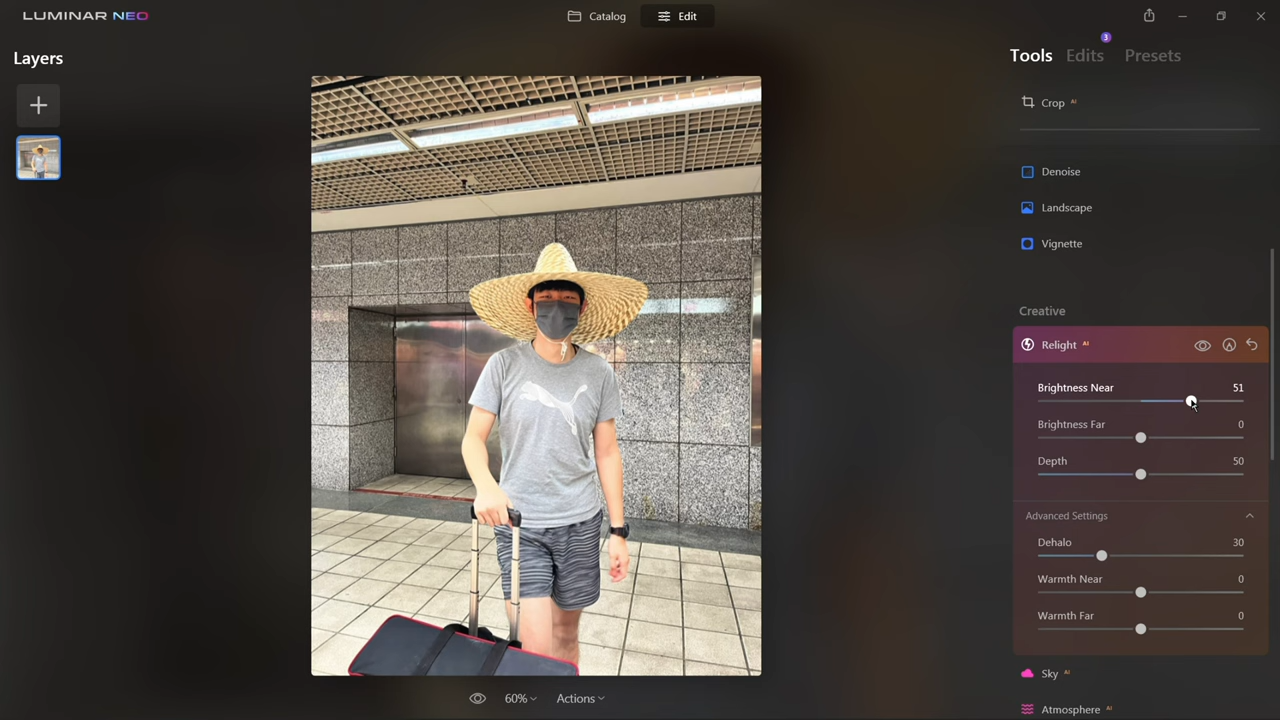 LUMINAR NEO
Catalog
Edit
Layers
3
Tools
Edits
Presets
Crop AI
Denoise
Landscape
Vignette
Creative
Relight AI
Brightness Near 51
Brightness Far 0
Depth 50
Advanced Settings
Dehalo 30
Warmth Near 0
Warmth Far 0
Sky AI
Atmosphere AI
60%
Actions